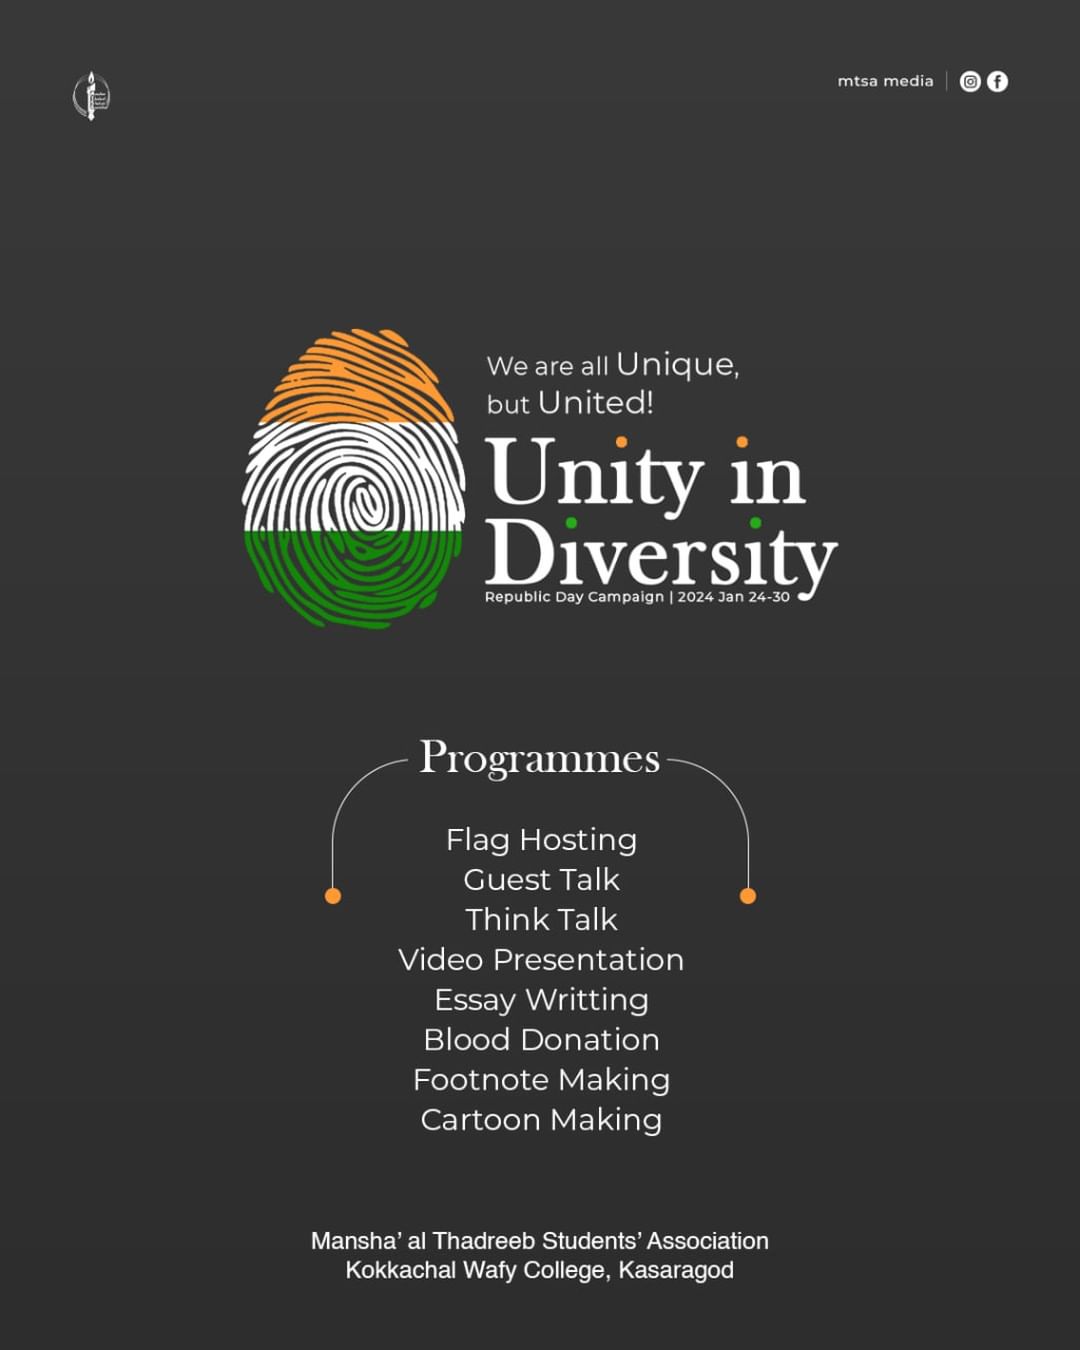 mtsa media
We are all Unique,
but United!
Unity in
Diversity
Republic Day Campaign | 2024 Jan 24-30
Programmes
Flag Hosting
Guest Talk
Think Talk
Video Presentation
Essay Writting
Blood Donation
Footnote Making
Cartoon Making
Mansha’ al Thadreeb Students’ Association
Kokkachal Wafy College, Kasaragod